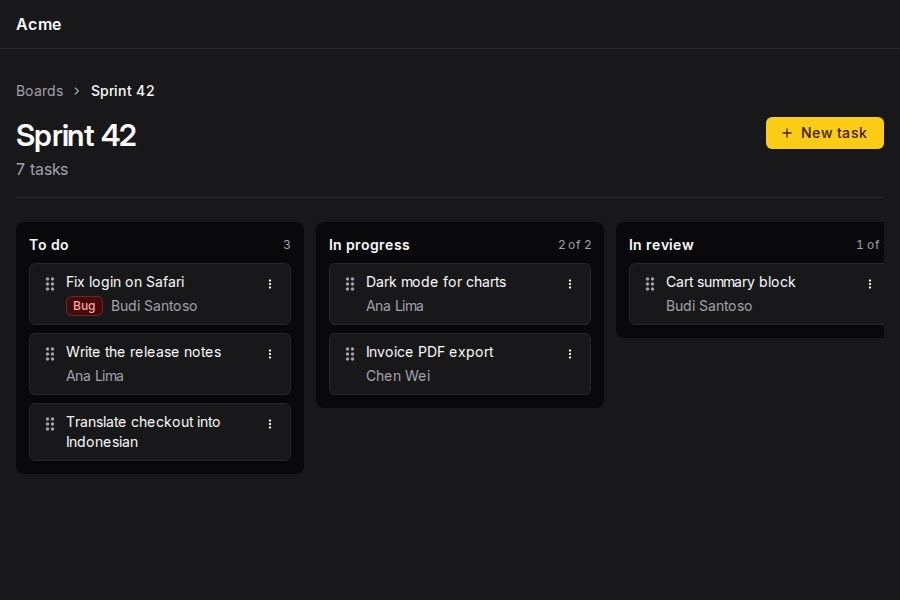 Acme
Boards > Sprint 42
Sprint 42
+ New task
7 tasks
To do 3
Fix login on Safari
Bug Budi Santoso
Write the release notes
Ana Lima
Translate checkout into
Indonesian
In progress 2 of 2
Dark mode for charts
Ana Lima
Invoice PDF export
Chen Wei
In review 1 of
Cart summary block
Budi Santoso